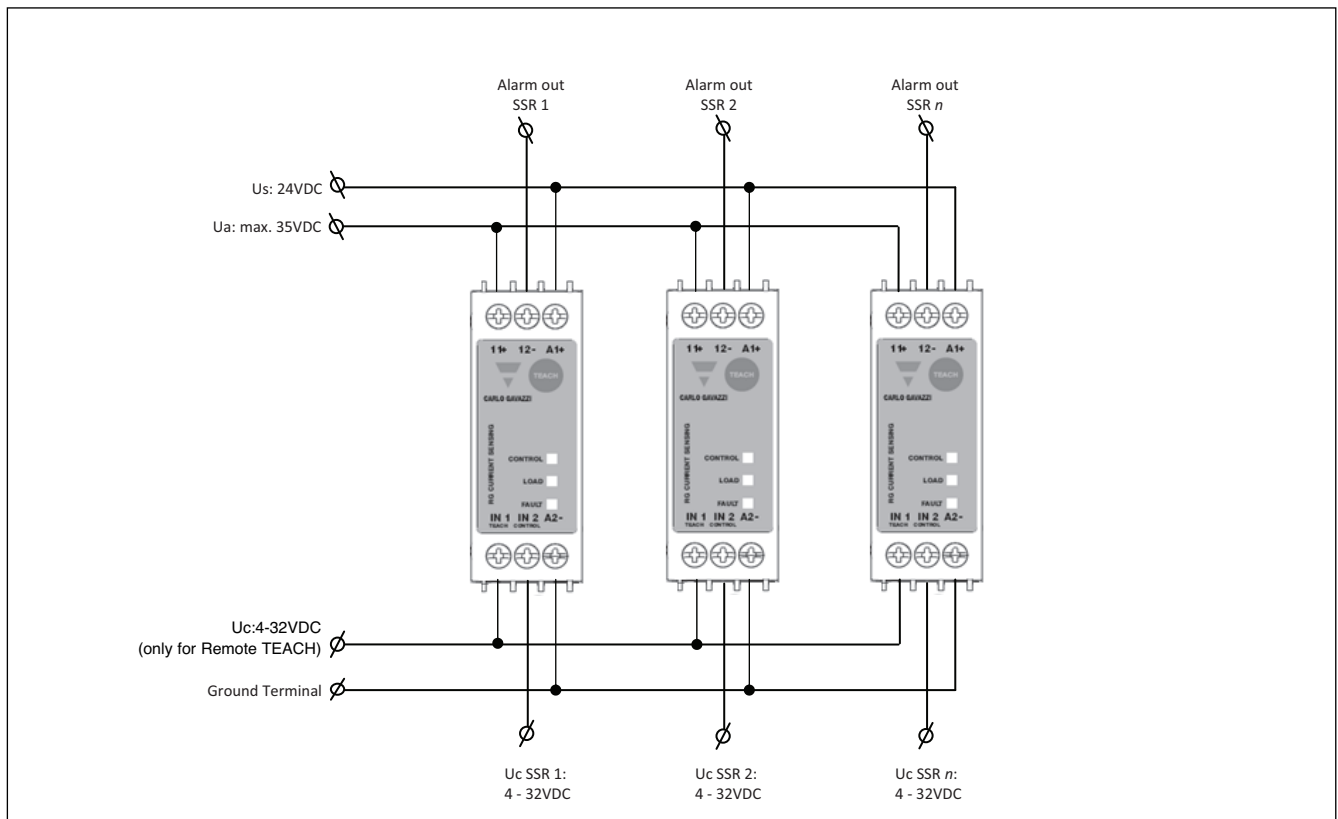 Alarm out
SSR 1
Alarm out
SSR 2
Alarm out
SSR n
Us: 24VDC
Ua: max. 35VDC
11+ 12- A1+
TEACH
CARLO GAVAZZI
RG CURRENT SENSING
CONTROL
LOAD
FAULT
IN 1 IN 2 A2-
TEACH CONTROL
11+ 12- A1+
TEACH
CARLO GAVAZZI
RG CURRENT SENSING
CONTROL
LOAD
FAULT
IN 1 IN 2 A2-
TEACH CONTROL
11+ 12- A1+
TEACH
CARLO GAVAZZI
RG CURRENT SENSING
CONTROL
LOAD
FAULT
IN 1 IN 2 A2-
TEACH CONTROL
Uc:4-32VDC
(only for Remote TEACH)
Ground Terminal
Uc SSR 1:
4 - 32VDC
Uc SSR 2:
4 - 32VDC
Uc SSR n:
4 - 32VDC